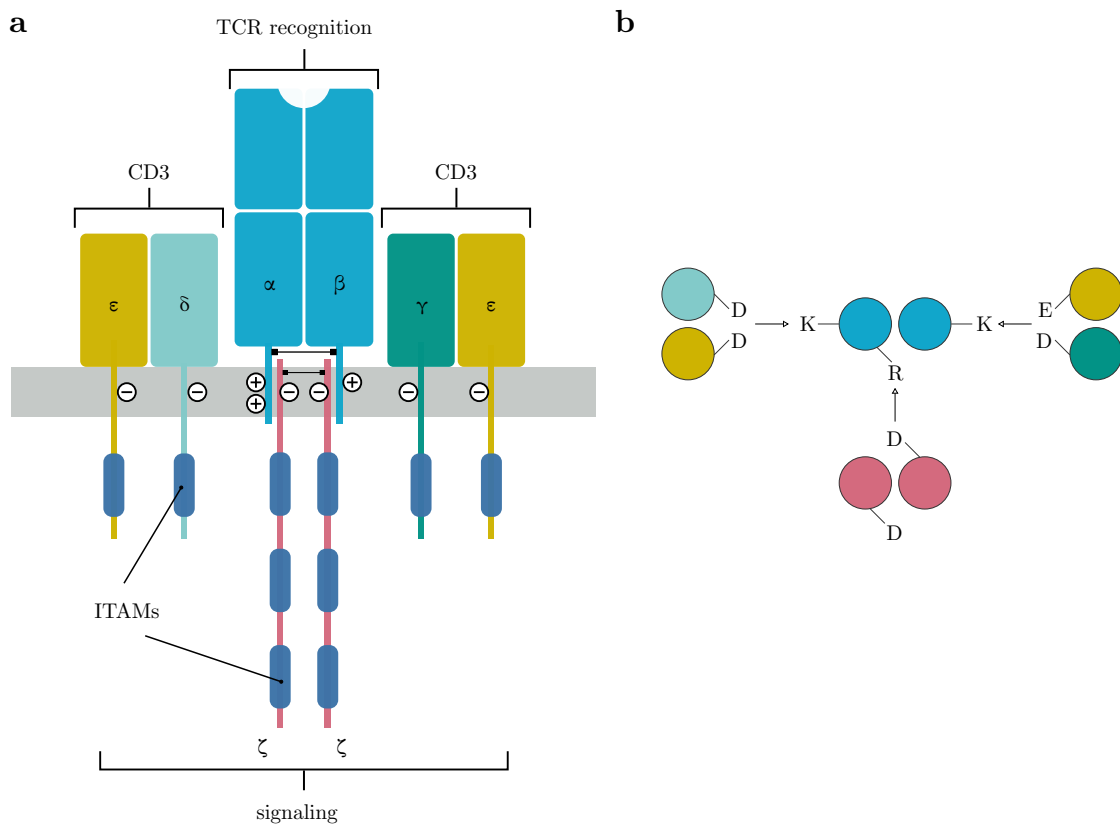 a
TCR recognition
CD3
CD3
ε
δ
α
β
γ
ε
+
+
−
−
−
−
+
−
−
ITAMs
ζ
ζ
signaling
b
D
D
K
K
E
D
R
D
D